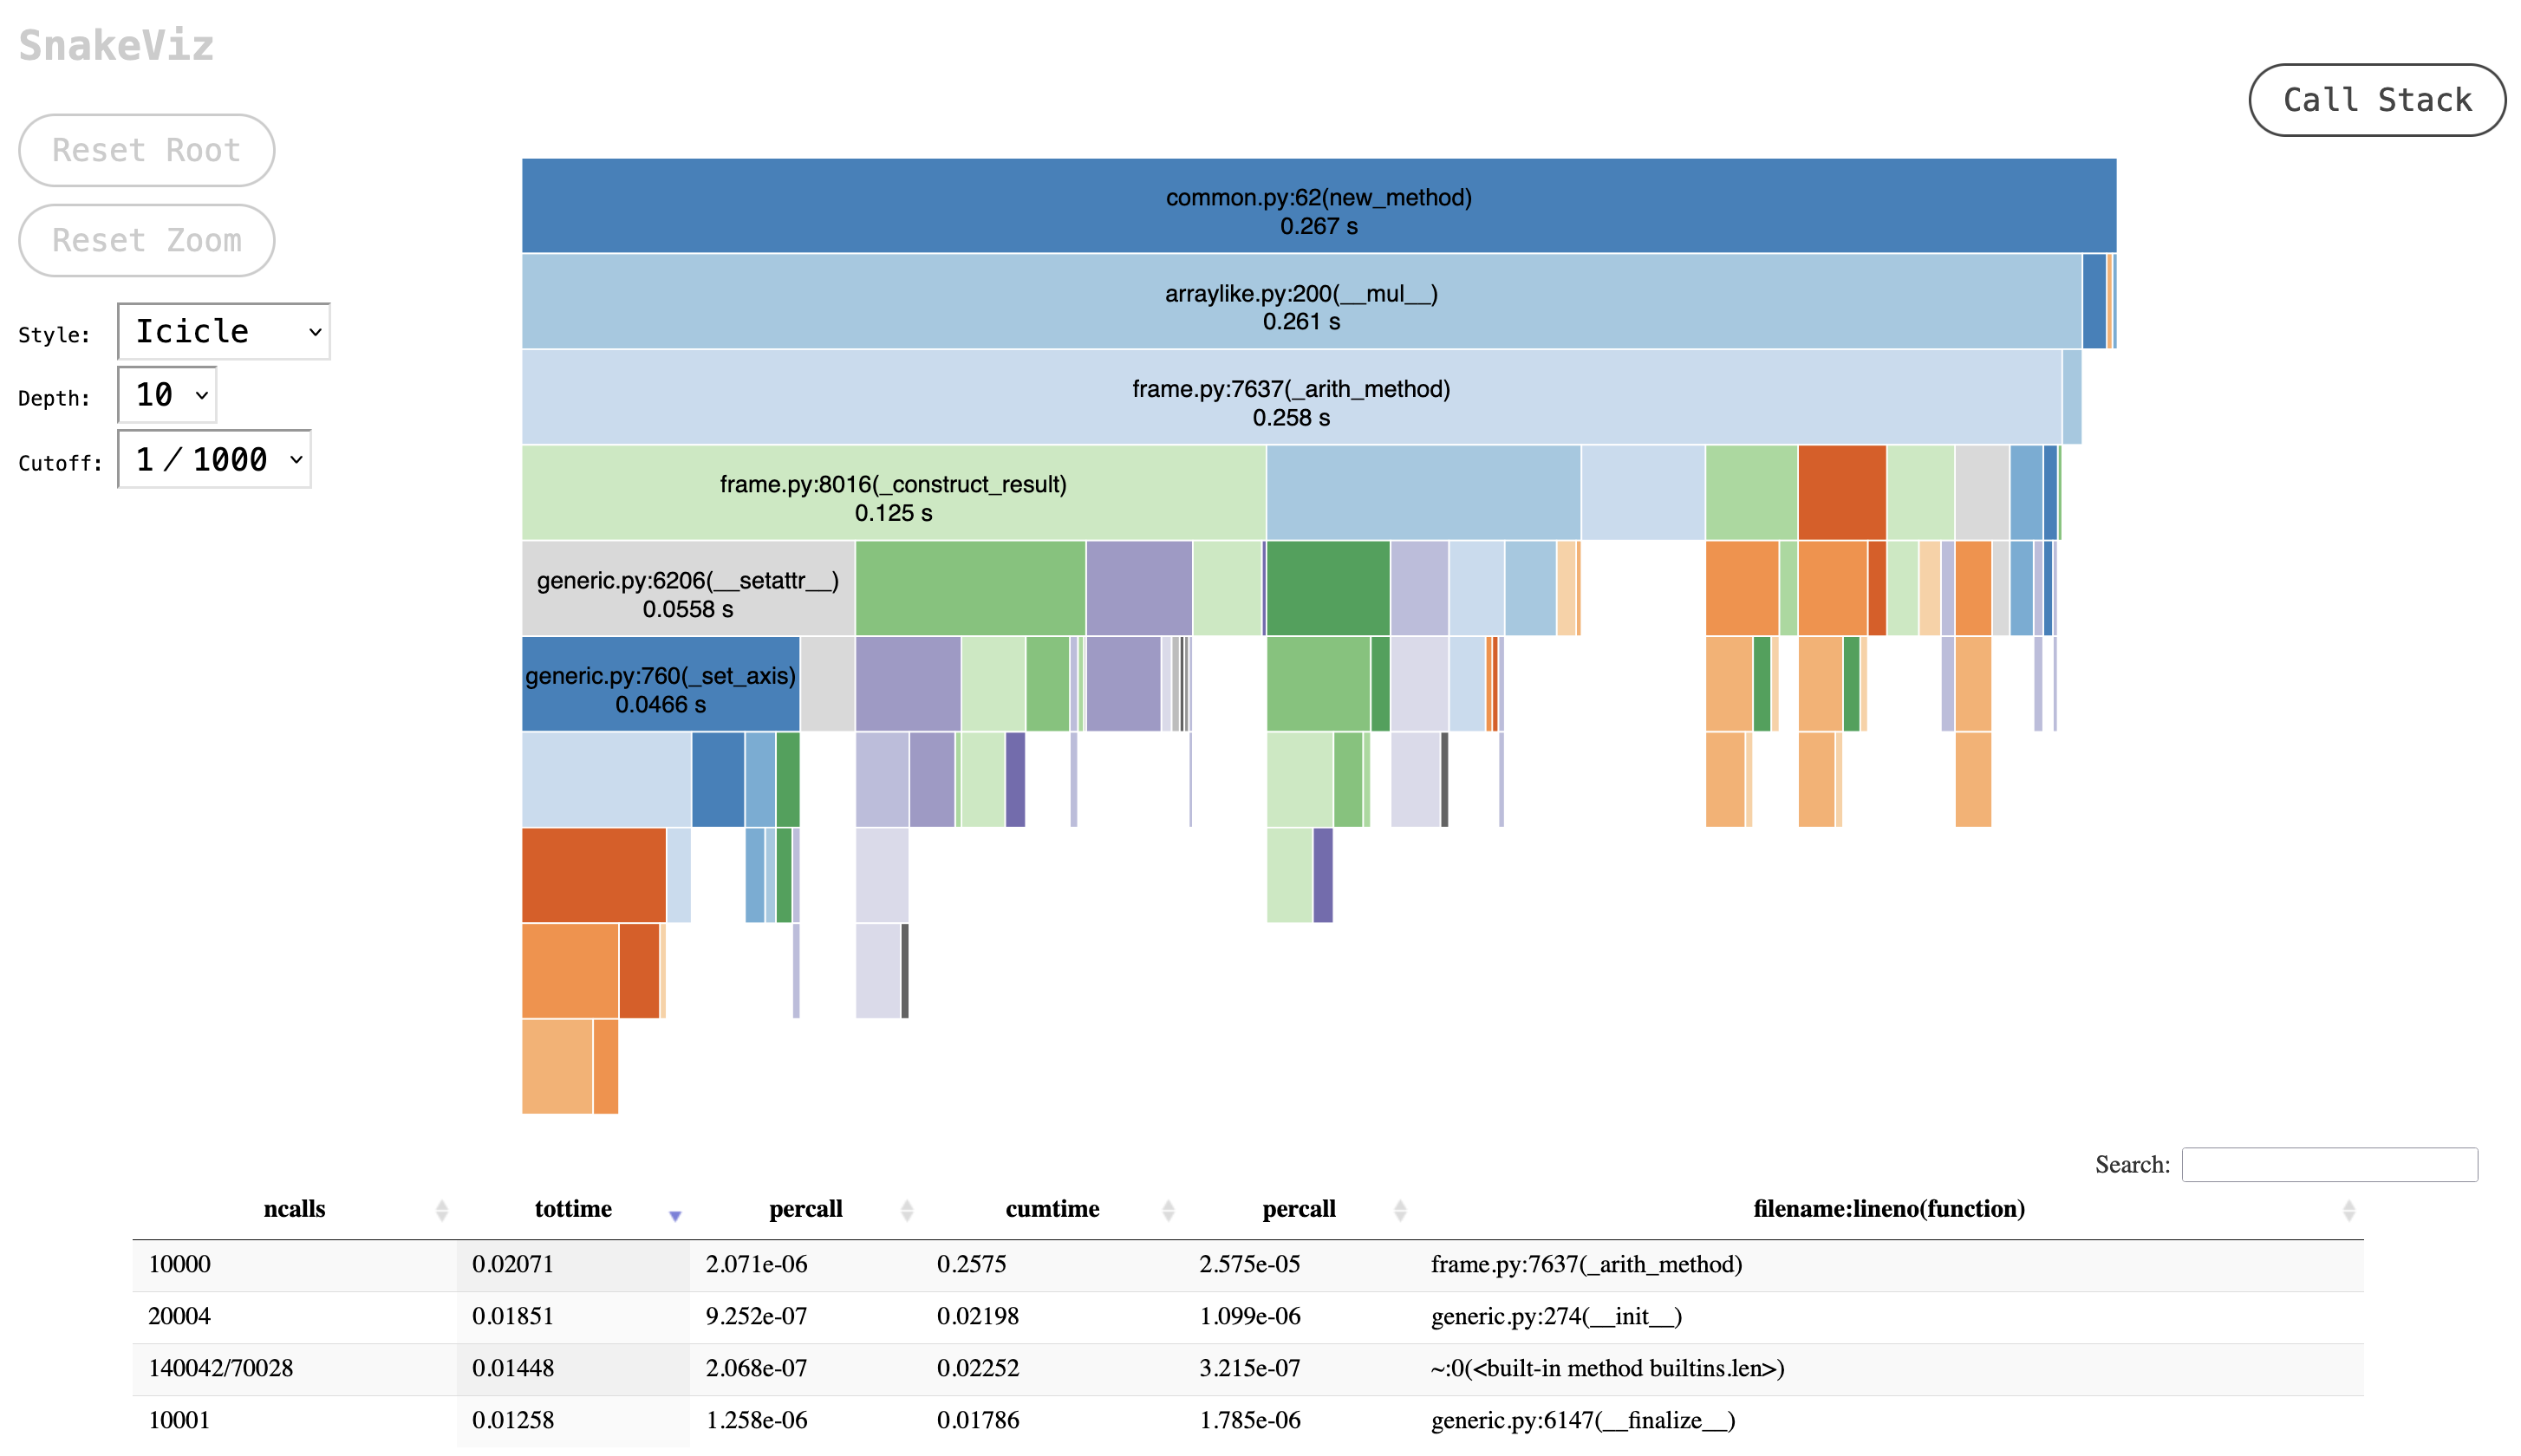 SnakeViz
Call Stack
Reset Root
Reset Zoom
Style: Icicle
Depth: 10
Cutoff: 1 / 1000
common.py:62(new_method)
0.267 s
arraylike.py:200(__mul__)
0.261 s
frame.py:7637(_arith_method)
0.258 s
frame.py:8016(_construct_result)
0.125 s
generic.py:6206(__setattr__)
0.0558 s
generic.py:760(_set_axis)
0.0466 s
Search:
ncalls tottime percall cumtime percall filename:lineno(function)
10000 0.02071 2.071e-06 0.2575 2.575e-05 frame.py:7637(_arith_method)
20004 0.01851 9.252e-07 0.02198 1.099e-06 generic.py:274(__init__)
140042/70028 0.01448 2.068e-07 0.02252 3.215e-07 ~:0(<built-in method builtins.len>)
10001 0.01258 1.258e-06 0.01786 1.785e-06 generic.py:6147(__finalize__)